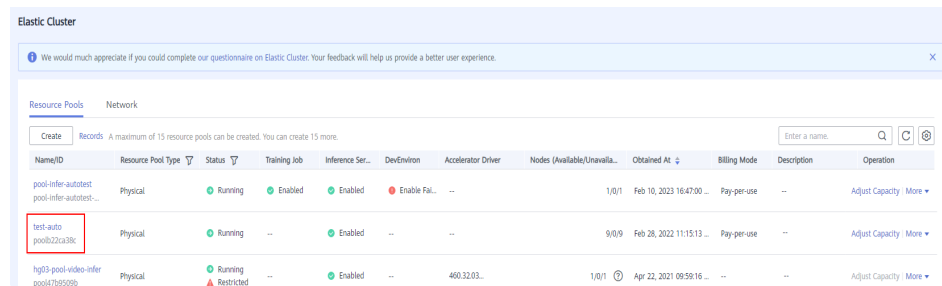 Elastic Cluster
We would much appreciate if you could complete our questionnaire on Elastic Cluster. Your feedback will help us provide a better user experience.
Resource Pools Network
Create Records A maximum of 15 resource pools can be created. You can create 15 more. Enter a name.
Name/ID Resource Pool Type Status Training Job Inference Ser... DevEnviron Accelerator Driver Nodes (Available/Unavaila... Obtained At Billing Mode Description Operation
pool-infer-autotest
pool-infer-autotest-... Physical Running Enabled Enabled Enable Fai... -- 1/0/1 Feb 10, 2023 16:47:00 ... Pay-per-use -- Adjust Capacity More
test-auto
poolb22ca38c Physical Running -- Enabled -- -- 9/0/9 Feb 28, 2022 11:15:13 ... Pay-per-use -- Adjust Capacity More
hg03-pool-video-infer
pool47b9509b Physical Running
Restricted -- Enabled -- 460.32.03... 1/0/1 Apr 22, 2021 09:59:16 ... -- -- Adjust Capacity More